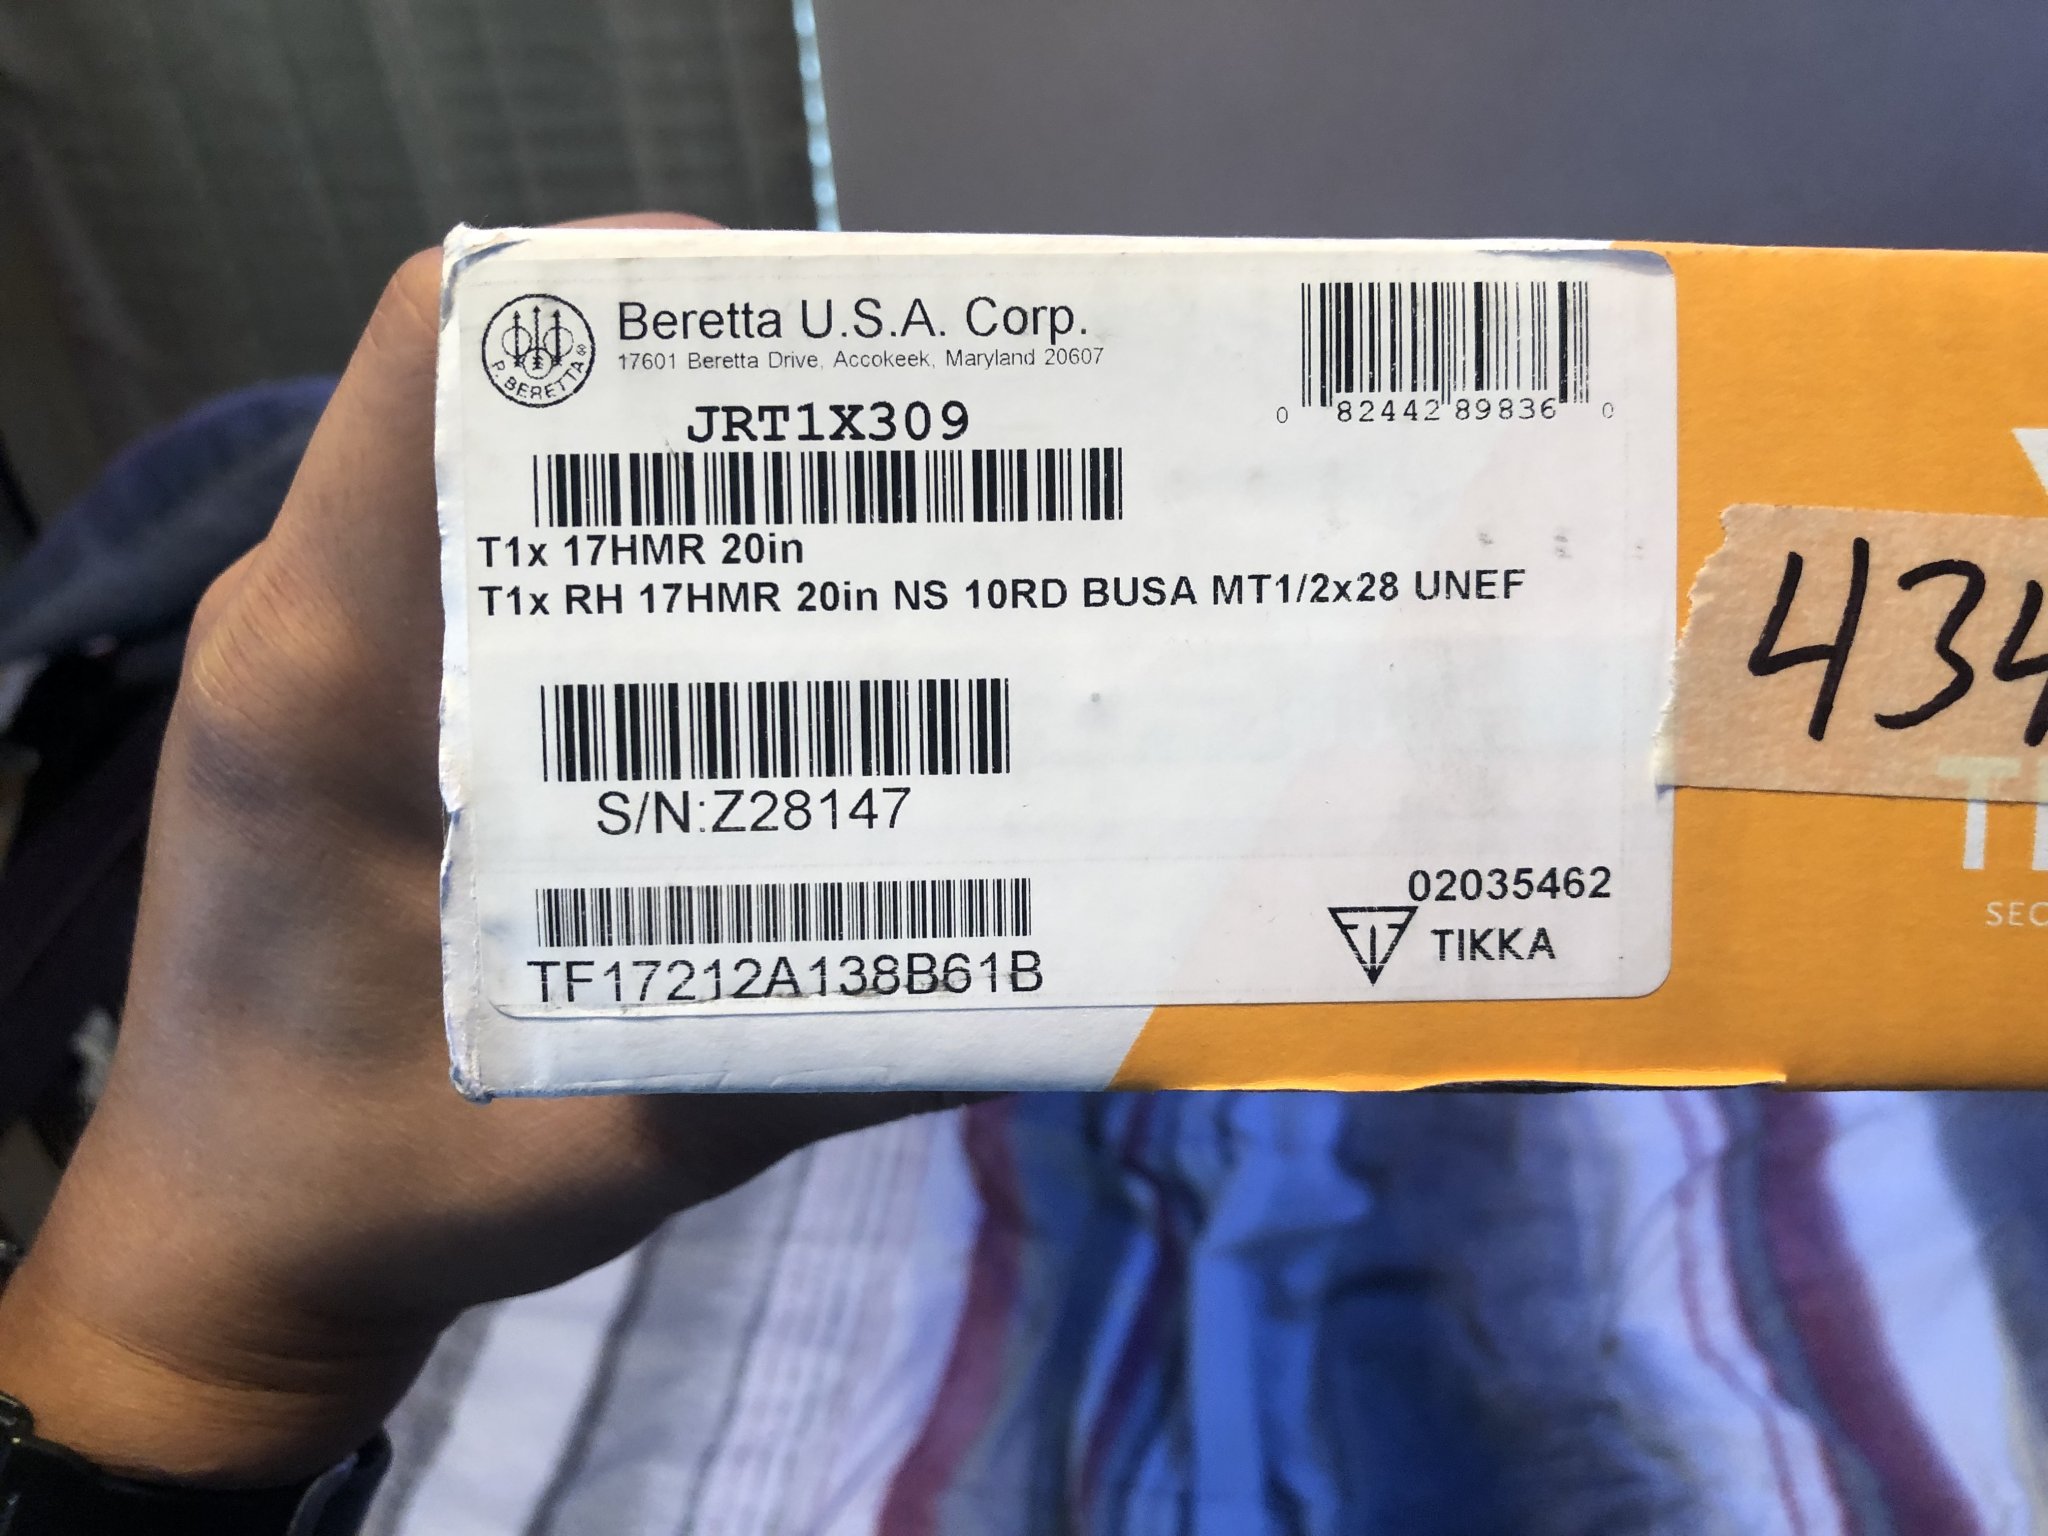 Beretta U.S.A. Corp.
17601 Beretta Drive, Accokeek, Maryland 20607
P. BERETTA
0 82442 89836 0
JRT1X309
T1x 17HMR 20in
T1x RH 17HMR 20in NS 10RD BUSA MT1/2x28 UNEF
S/N:Z28147
TF17212A138B61B
02035462
TIKKA
434
SEC